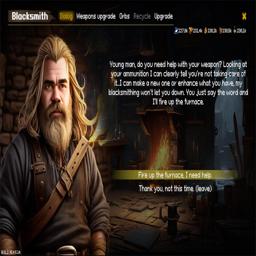 Blacksmith
Dialog Weapons upgrade Orbs Recycle Upgrade
X
Young man, do you need help with your weapon? Looking at
your ammunition I can clearly tell you're not taking care of
it. I can make a new one or enhance what you have, my
blacksmithing won't let you down. You just say the word and
I'll fire up the furnace.
Fire up the furnace, I need help.
Thank you, not this time. (leave)